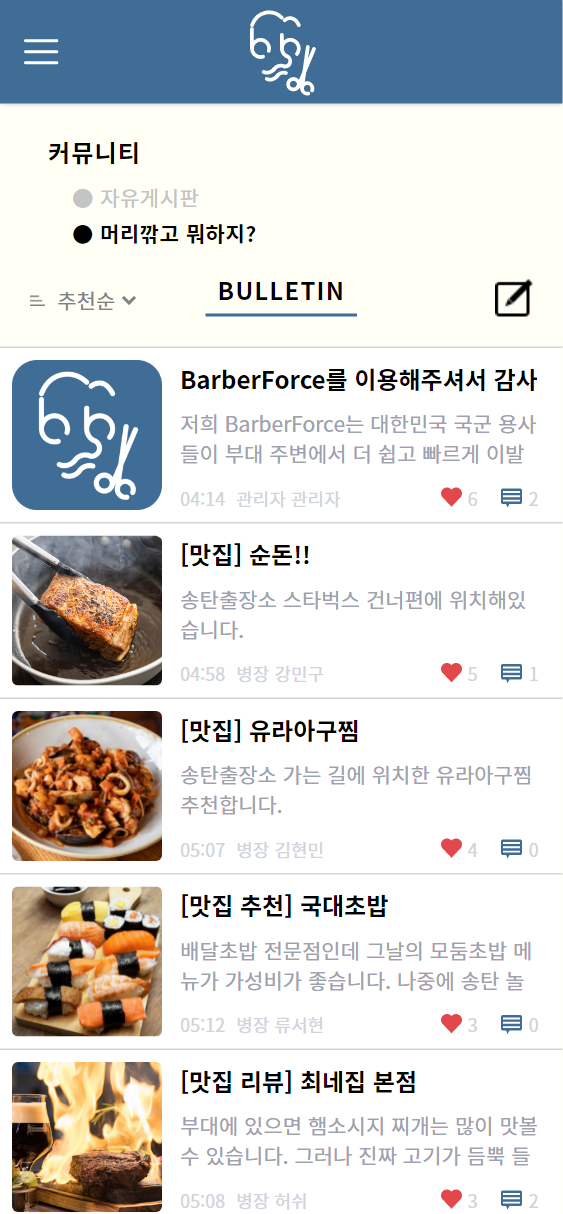 커뮤니티
자유게시판
머리깎고 뭐하지?
추천순
BULLETIN
BarberForce를 이용해주셔서 감사
저희 BarberForce는 대한민국 국군 용사
들이 부대 주변에서 더 쉽고 빠르게 이발
04:14 관리자 관리자 6 2
[맛집] 순돈!!
송탄출장소 스타벅스 건너편에 위치해있
습니다.
04:58 병장 강민구 5 1
[맛집] 유라아구찜
송탄출장소 가는 길에 위치한 유라아구찜
추천합니다.
05:07 병장 김현민 4 0
[맛집 추천] 국대초밥
배달초밥 전문점인데 그날의 모둠초밥 메
뉴가 가성비가 좋습니다. 나중에 송탄 놀
05:12 병장 류서현 3 0
[맛집 리뷰] 최네집 본점
부대에 있으면 햄소시지 찌개는 많이 맛볼
수 있습니다. 그러나 진짜 고기가 듬뿍 들
05:08 병장 허쉬 3 2